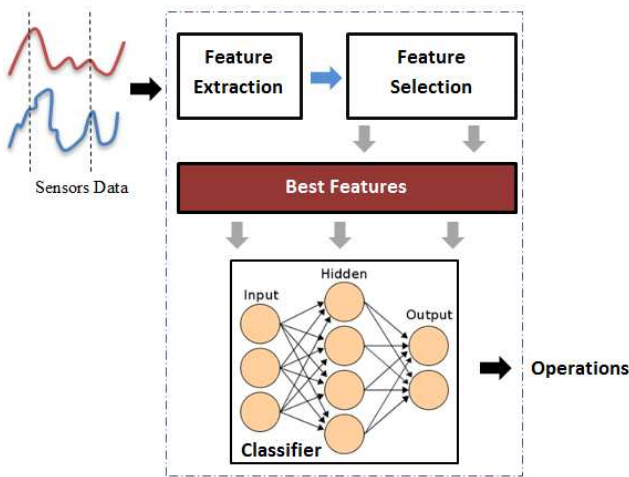 Feature
Extraction
Feature
Selection
Sensors Data
Best Features
Hidden
Input
Output
Operations
Classifier